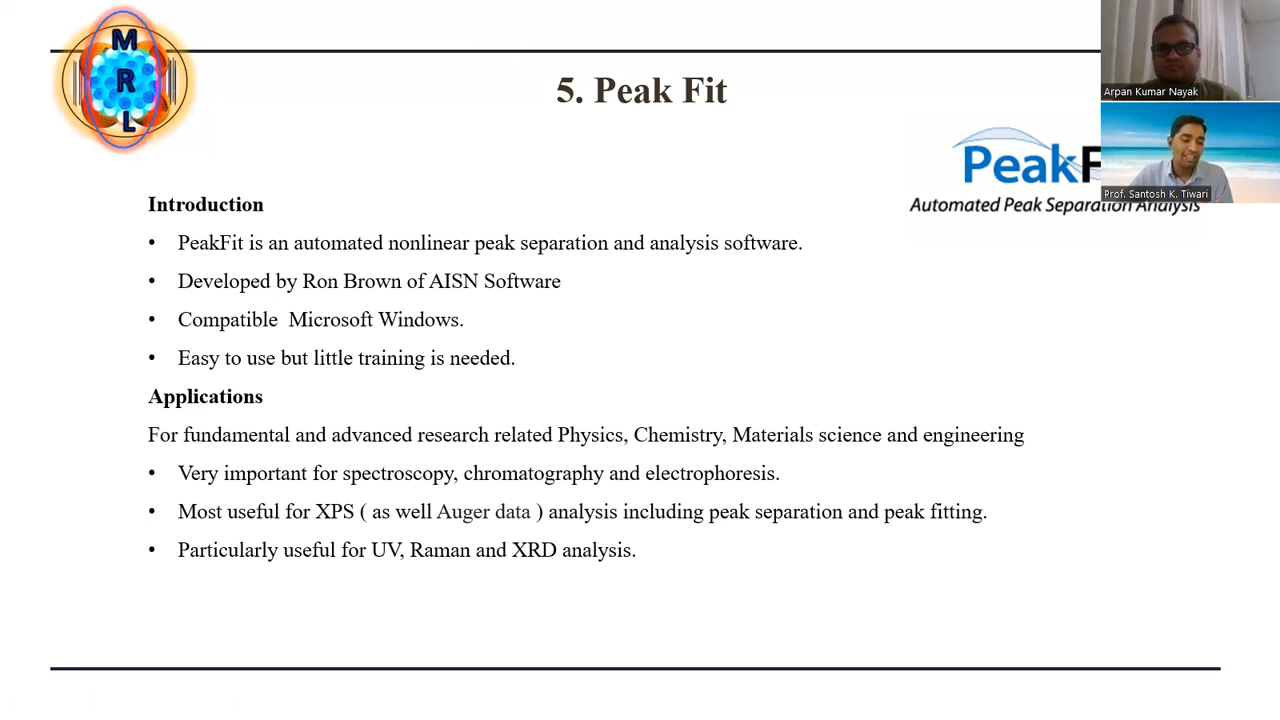 MRL
5. Peak Fit
Arpan Kumar Nayak
PeakF
Prof. Santosh K. Tiwari
Automated Peak Separation Analysis
Introduction
• PeakFit is an automated nonlinear peak separation and analysis software.
• Developed by Ron Brown of AISN Software
• Compatible  Microsoft Windows.
• Easy to use but little training is needed.
Applications
For fundamental and advanced research related Physics, Chemistry, Materials science and engineering
• Very important for spectroscopy, chromatography and electrophoresis.
• Most useful for XPS ( as well Auger data ) analysis including peak separation and peak fitting.
• Particularly useful for UV, Raman and XRD analysis.